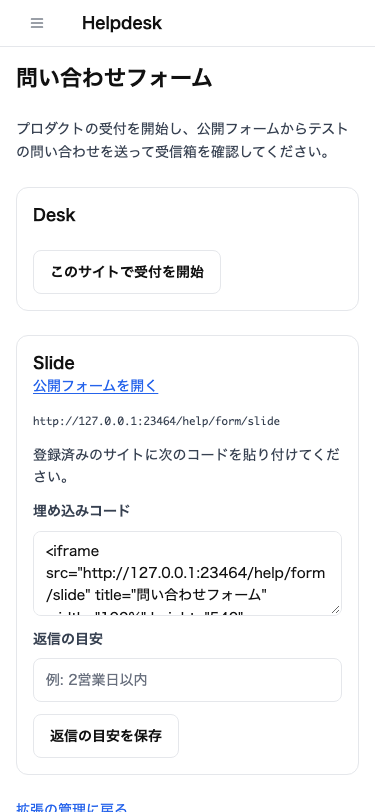 Helpdesk
問い合わせフォーム
プロダクトの受付を開始し、公開フォームからテスト
の問い合わせを送って受信箱を確認してください。
Desk
このサイトで受付を開始
Slide
公開フォームを開く
http://127.0.0.1:23464/help/form/slide
登録済みのサイトに次のコードを貼り付けてくだ
さい。
埋め込みコード
<iframe
src="http://127.0.0.1:23464/help/form
/slide" title="問い合わせフォーム"
返信の目安
例: 2営業日以内
返信の目安を保存
拡張の管理に戻る